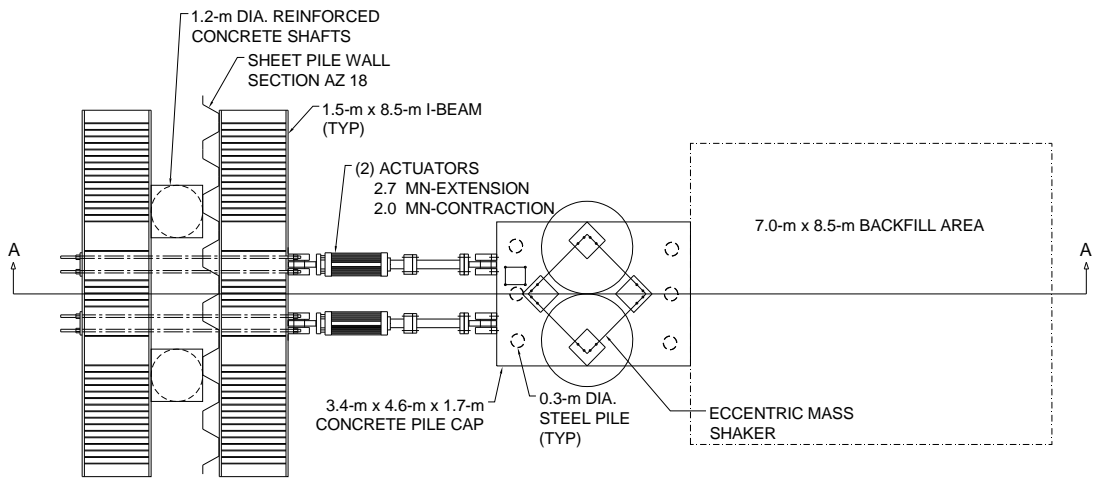 1.2-m DIA. REINFORCED
CONCRETE SHAFTS
SHEET PILE WALL
SECTION AZ 18
1.5-m x 8.5-m I-BEAM
(TYP)
(2) ACTUATORS
2.7 MN-EXTENSION
2.0 MN-CONTRACTION
7.0-m x 8.5-m BACKFILL AREA
A
A
3.4-m x 4.6-m x 1.7-m
CONCRETE PILE CAP
0.3-m DIA.
STEEL PILE
(TYP)
ECCENTRIC MASS
SHAKER